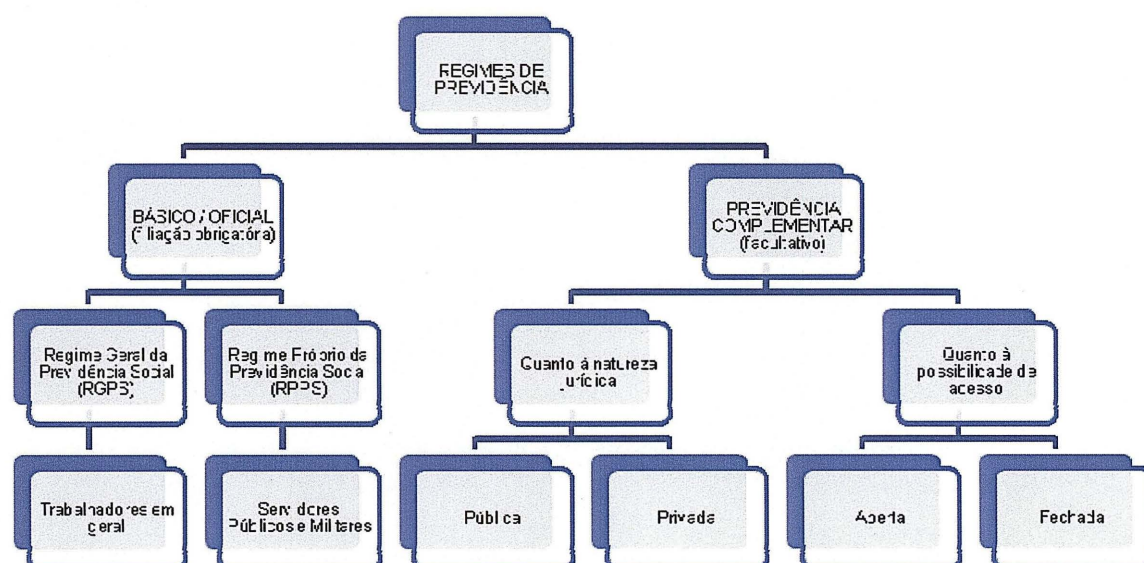 REGIMES DE
PREVIDÊNCIA
BÁSICO / OFICIAL
(filiação obrigatória)
PREVIDÊNCIA
COMPLEMENTAR
(facultativo)
Regime Geral da
Previdência Social
(RGPS)
Regime Próprio da
Previdência Social
(RPPS)
Quanto à natureza
jurídica
Quanto à
possibilidade de
acesso
Trabalhadores em
geral
Servidores
Públicos e Militares
Pública
Privada
Aberta
Fechada